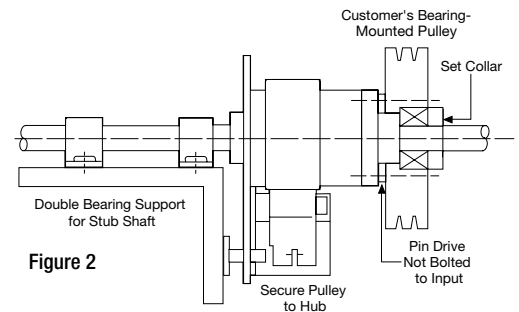 Customer's Bearing-
Mounted Pulley
Set Collar
Double Bearing Support
for Stub Shaft
Figure 2
Secure Pulley
to Hub
Pin Drive
Not Bolted
to Input